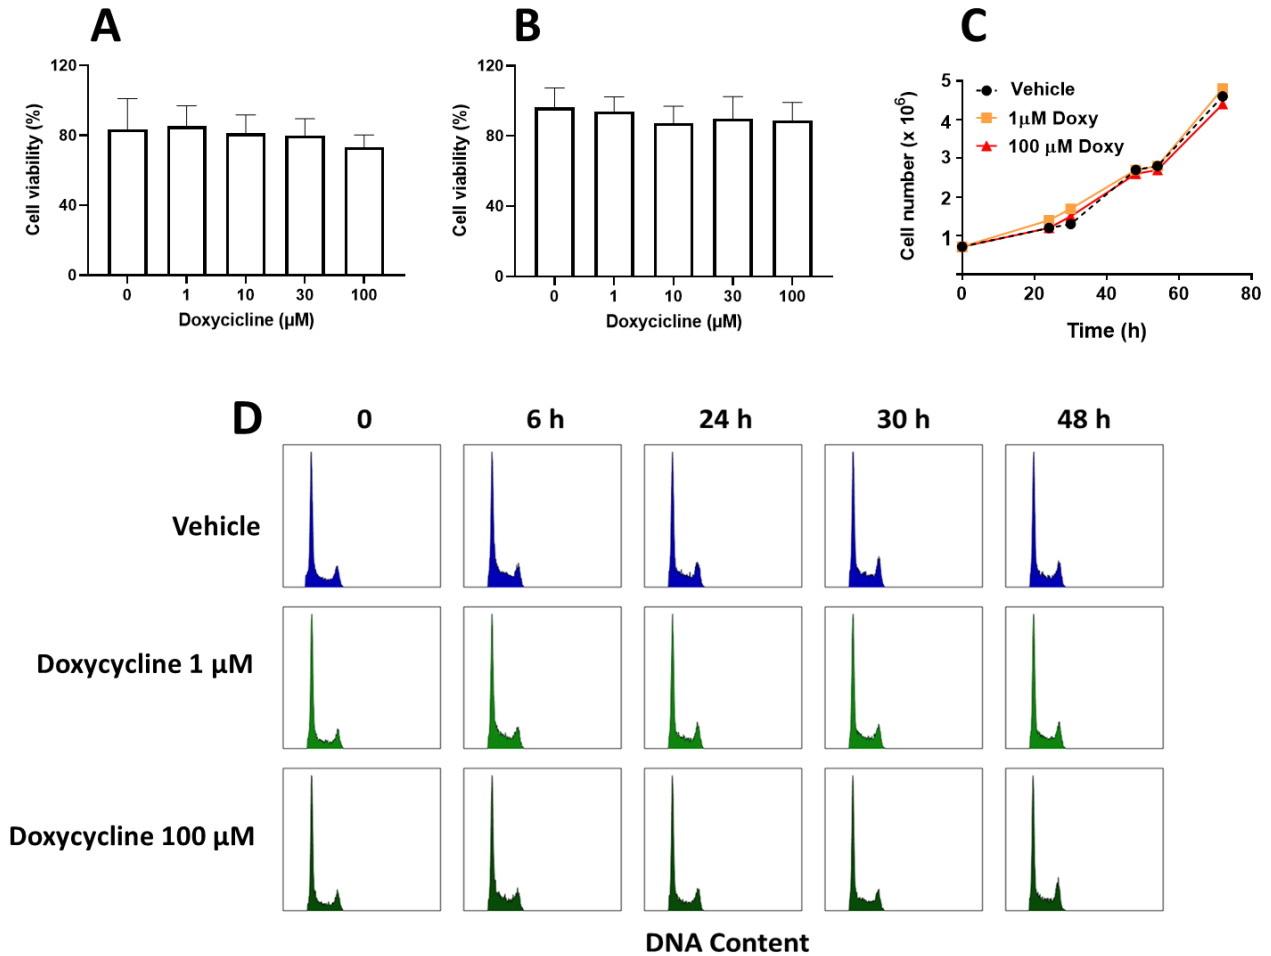 A
B
C
120
80
40
0
Cell viability (%)
0 1 10 30 100
Doxycicline (µM)
120
80
40
0
Cell viability (%)
0 1 10 30 100
Doxycicline (µM)
5
4
3
2
1
Cell number (x 10⁶)
Vehicle
1µM Doxy
100 µM Doxy
0 20 40 60 80
Time (h)
D
0 6 h 24 h 30 h 48 h
Vehicle
Doxycycline 1 µM
Doxycycline 100 µM
DNA Content